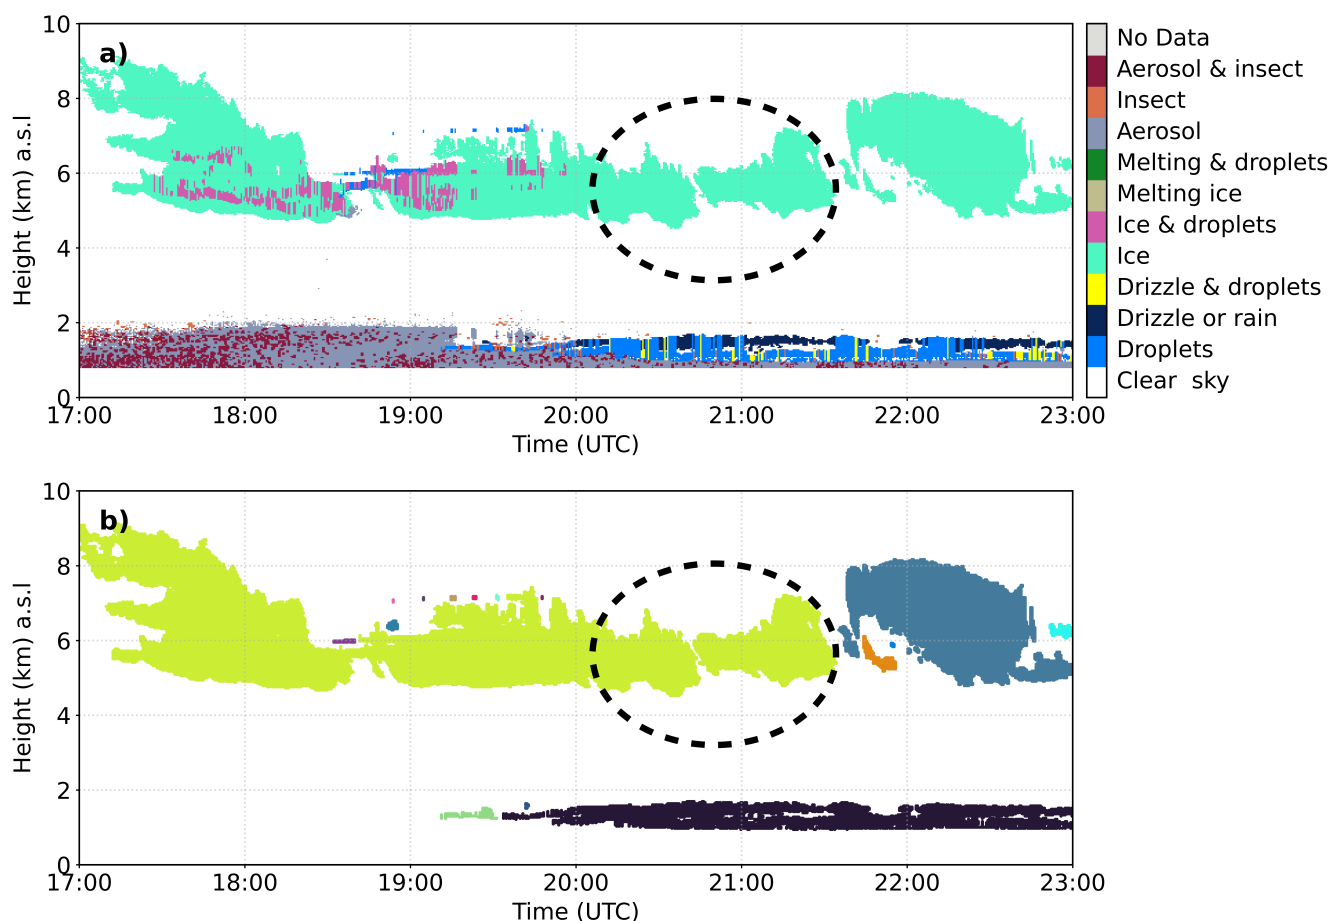 a)
Height (km) a.s.l
10
8
6
4
2
0
17:00 18:00 19:00 20:00 21:00 22:00 23:00
Time (UTC)
No Data
Aerosol & insect
Insect
Aerosol
Melting & droplets
Melting ice
Ice & droplets
Ice
Drizzle & droplets
Drizzle or rain
Droplets
Clear  sky
b)
Height (km) a.s.l
10
8
6
4
2
0
17:00 18:00 19:00 20:00 21:00 22:00 23:00
Time (UTC)